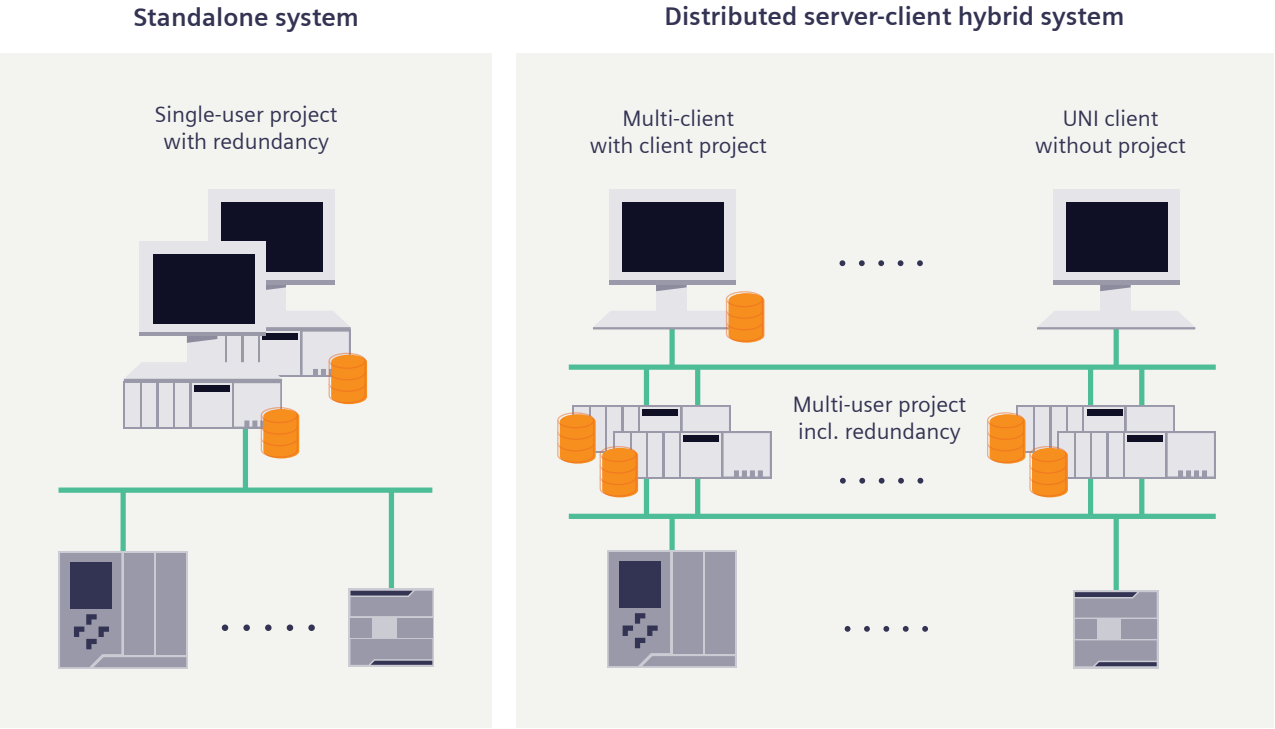 Standalone system
Distributed server-client hybrid system
Single-user project
with redundancy
Multi-client
with client project
UNI client
without project
Multi-user project
incl. redundancy